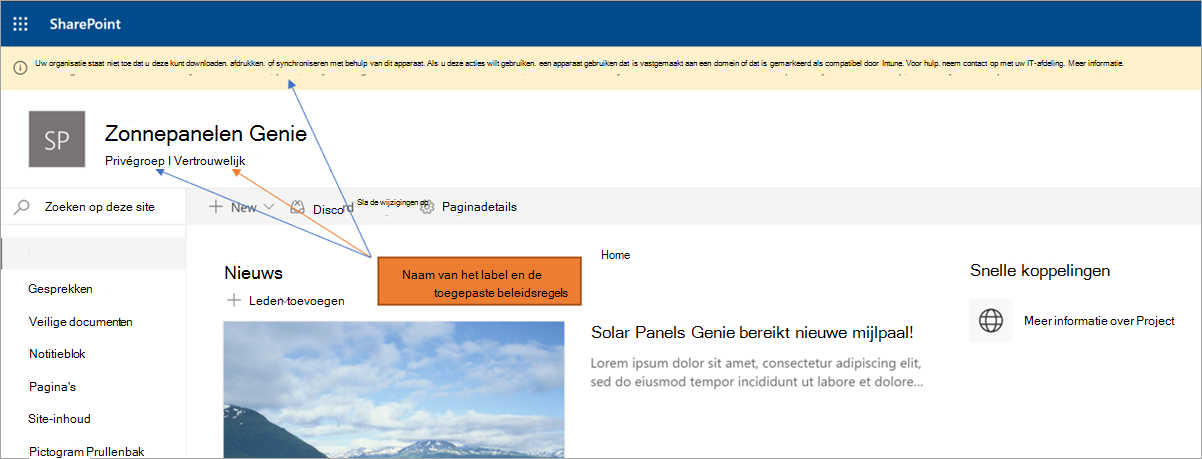 SharePoint
Uw organisatie staat niet toe dat u deze kunt downloaden. afdrukken. of synchroniseren met behulp van dit apparaat. Als u deze acties wilt gebruiken. een apparaat gebruiken dat is vastgemaakt aan een domein of dat is gemarkeerd als compatibel door Intune. Voor hulp. neem contact op met uw IT-afdeling. Meer informatie.
SP
Zonnepanelen Genie
Privégroep I Vertrouwelijk
Zoeken op deze site
New
Discord
Sla de wijzigingen op
Paginadetails
Gesprekken
Veilige documenten
Notitieblok
Pagina's
Site-inhoud
Pictogram Prullenbak
Nieuws
Leden toevoegen
Naam van het label en de
toegepaste beleidsregels
Home
Solar Panels Genie bereikt nieuwe mijlpaal!
Lorem ipsum dolor sit amet, consectetur adipiscing elit,
sed do eiusmod tempor incididunt ut labore et dolore...
Snelle koppelingen
Meer informatie over Project